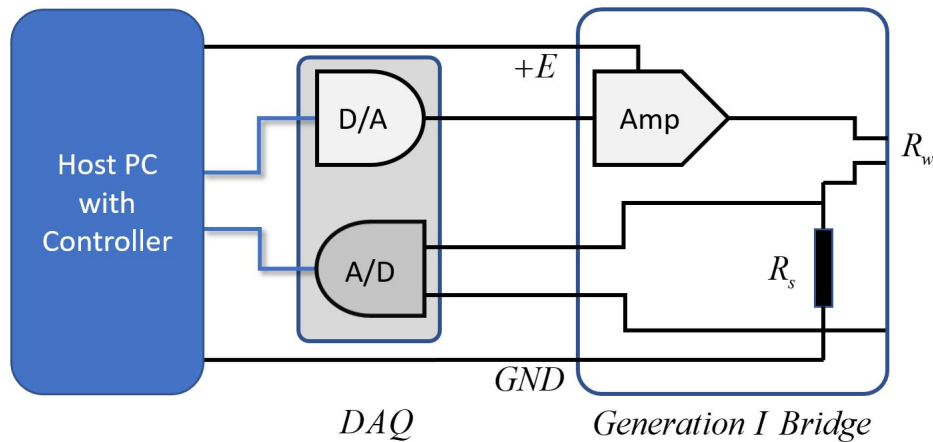 +E
D/A
Amp
R_w
Host PC
with
Controller
A/D
R_s
GND
DAQ
Generation I Bridge